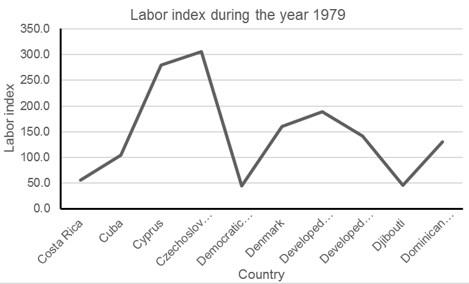 Labor index during the year 1979
350.0
300.0
250.0
200.0
150.0
100.0
50.0
0.0
Labor index
Costa Rica
Cuba
Cyprus
Czechoslov...
Democratic...
Denmark
Developed...
Developed...
Djibouti
Dominican...
Country